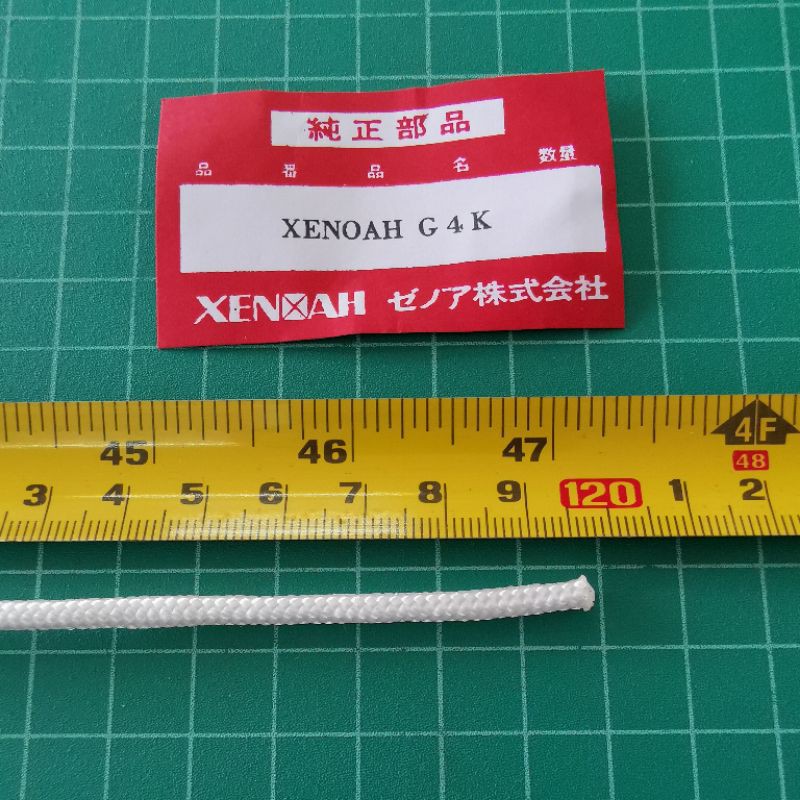 純正部品
品 番 品 名 数量
XENOAH G4K
XENOAH ゼノア株式会社
45 46 47 4F
48
3 4 5 6 7 8 9 120 1 2